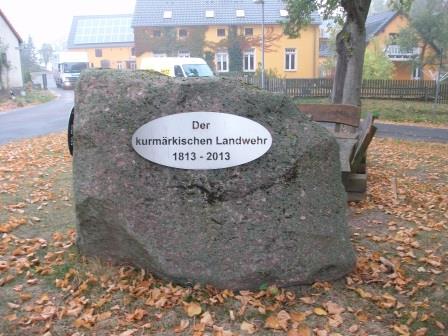 Der
kurmärkischen Landwehr
1813 - 2013